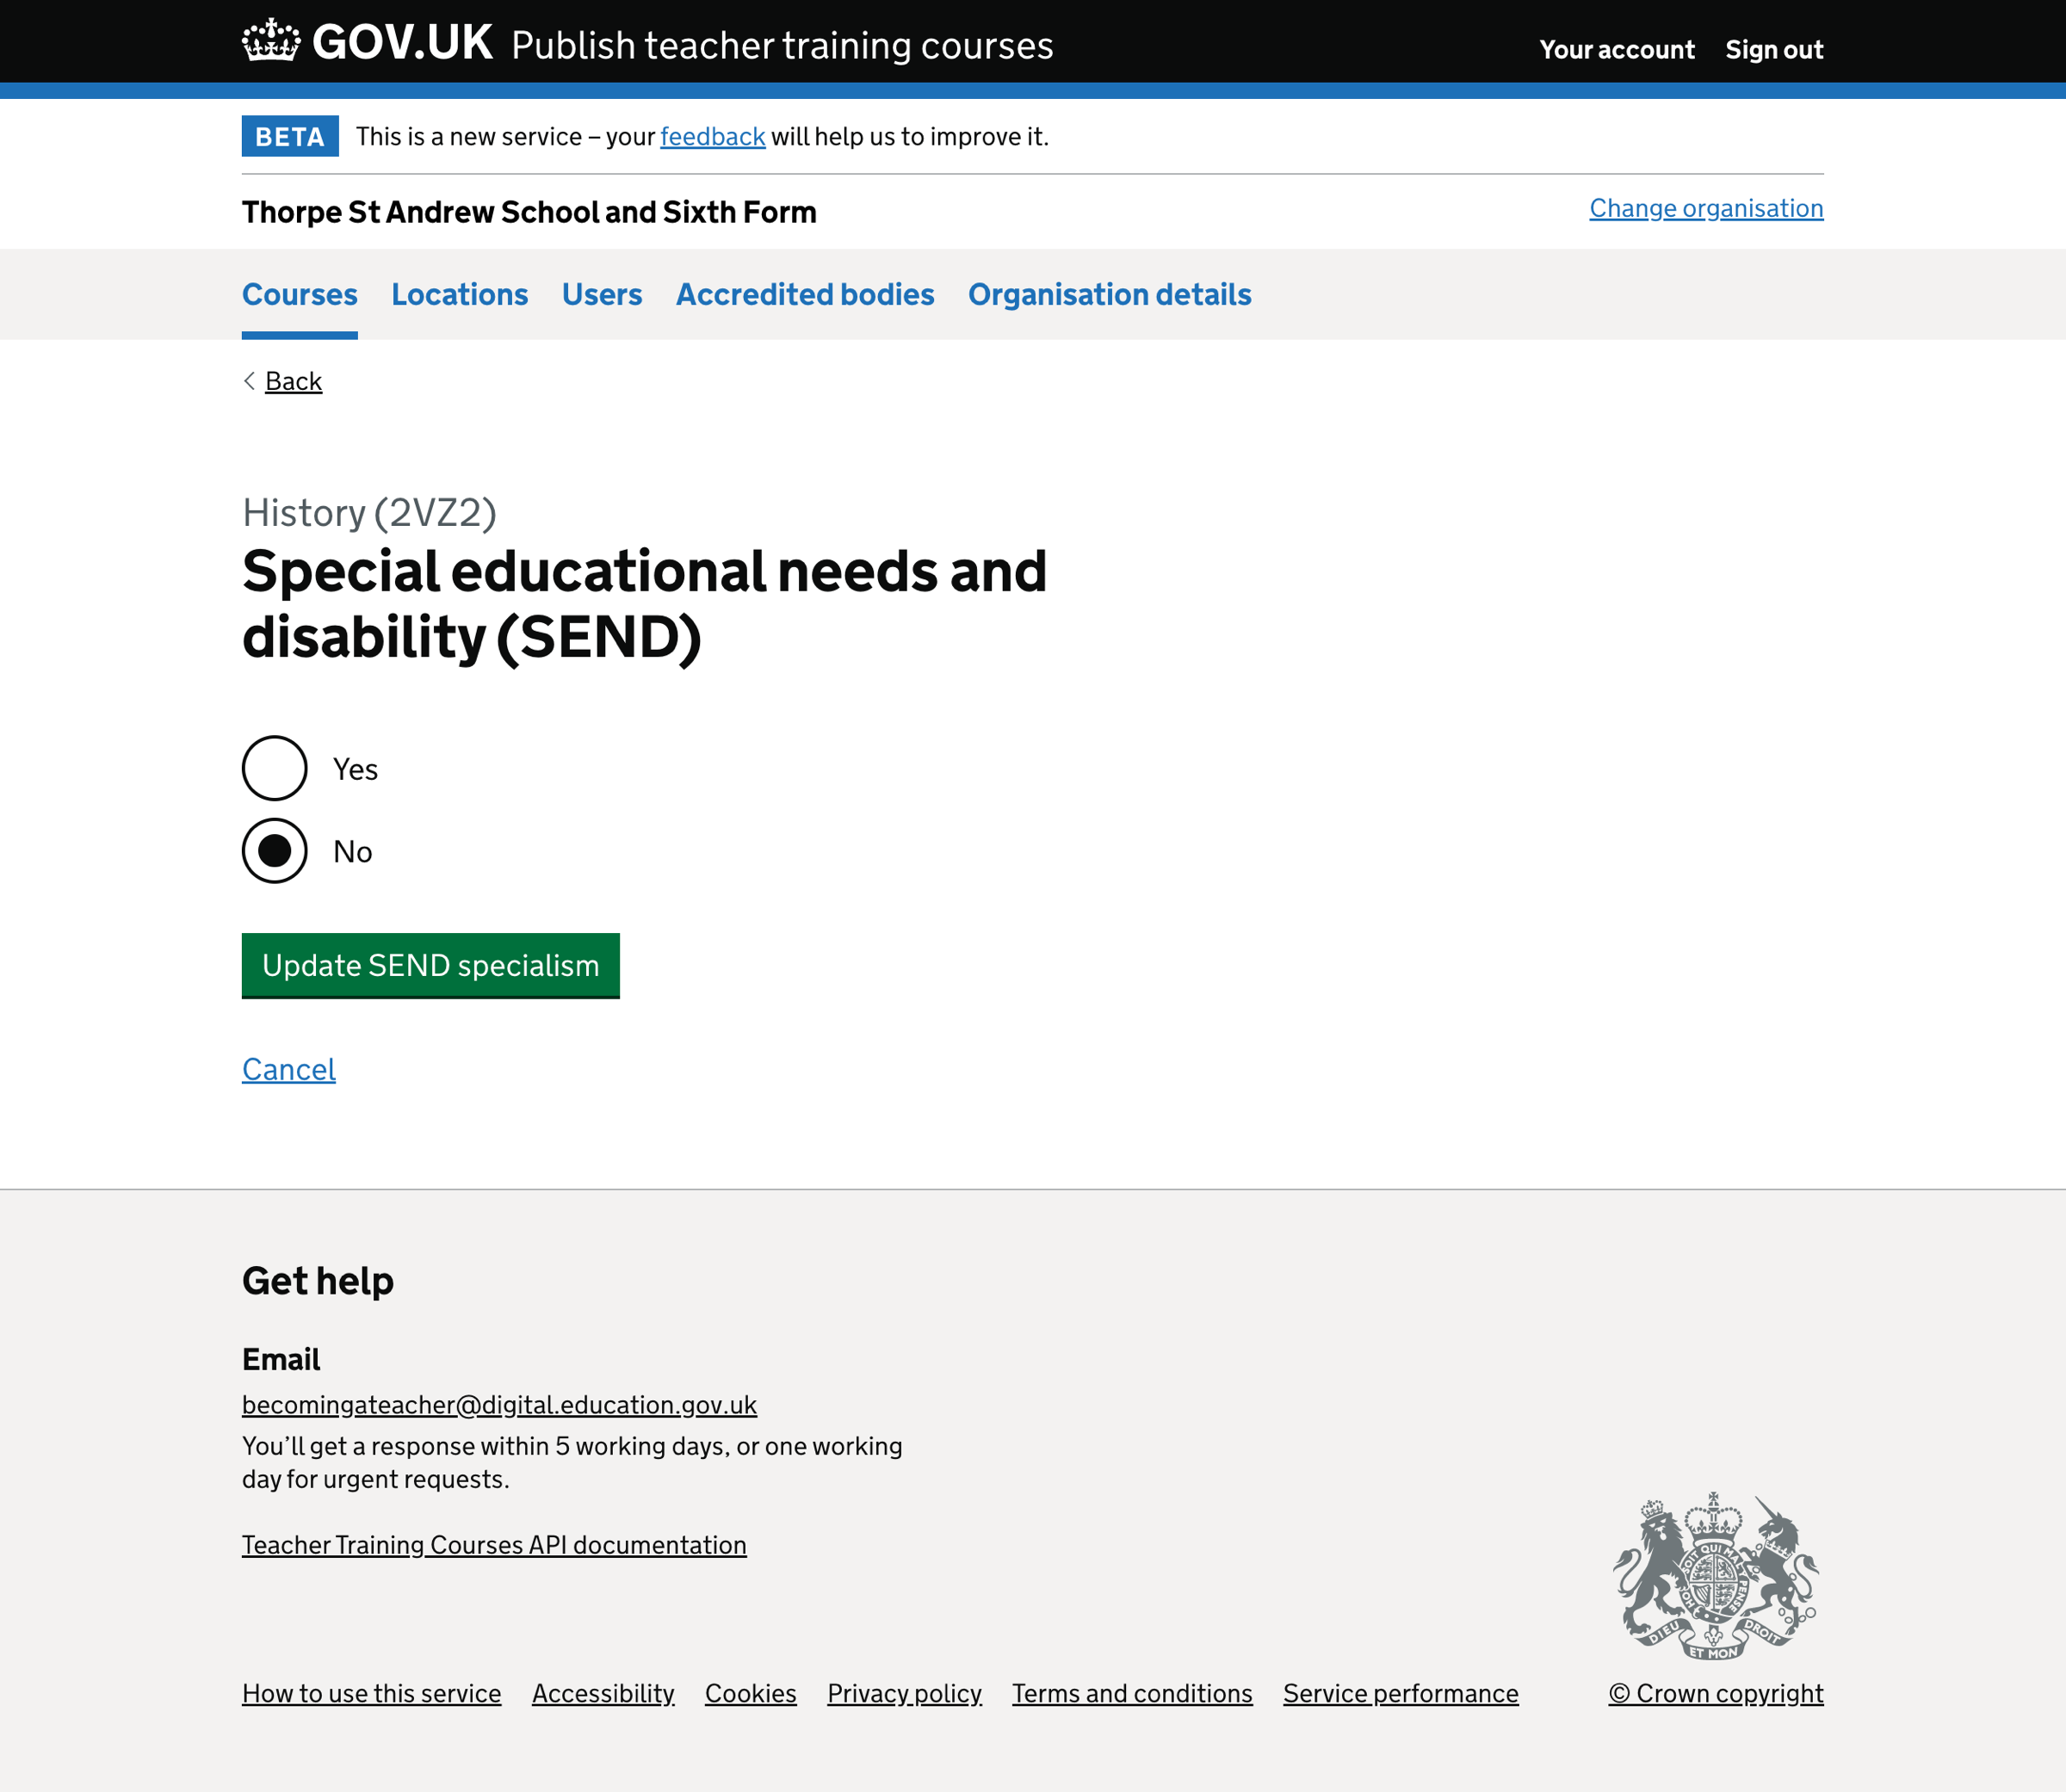 GOV.UK Publish teacher training courses
Your account Sign out
BETA This is a new service – your feedback will help us to improve it.
Thorpe St Andrew School and Sixth Form
Change organisation
Courses Locations Users Accredited bodies Organisation details
Back
History (2VZ2)
Special educational needs and
disability (SEND)
Yes
No
Update SEND specialism
Cancel
Get help
Email
becomingateacher@digital.education.gov.uk
You’ll get a response within 5 working days, or one working
day for urgent requests.
Teacher Training Courses API documentation
HONI SOIT QUI MAL Y PENSE
DIEU ET MON DROIT
How to use this service Accessibility Cookies Privacy policy Terms and conditions Service performance
© Crown copyright